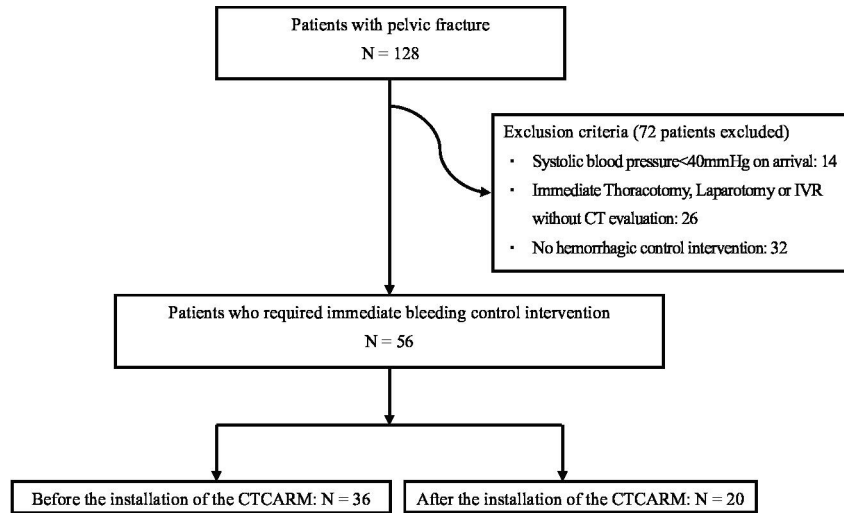 Patients with pelvic fracture
N = 128
Exclusion criteria (72 patients excluded)
· Systolic blood pressure<40mmHg on arrival: 14
· Immediate Thoracotomy, Laparotomy or IVR
without CT evaluation: 26
· No hemorrhagic control intervention: 32
Patients who required immediate bleeding control intervention
N = 56
Before the installation of the CTCARM: N = 36
After the installation of the CTCARM: N = 20